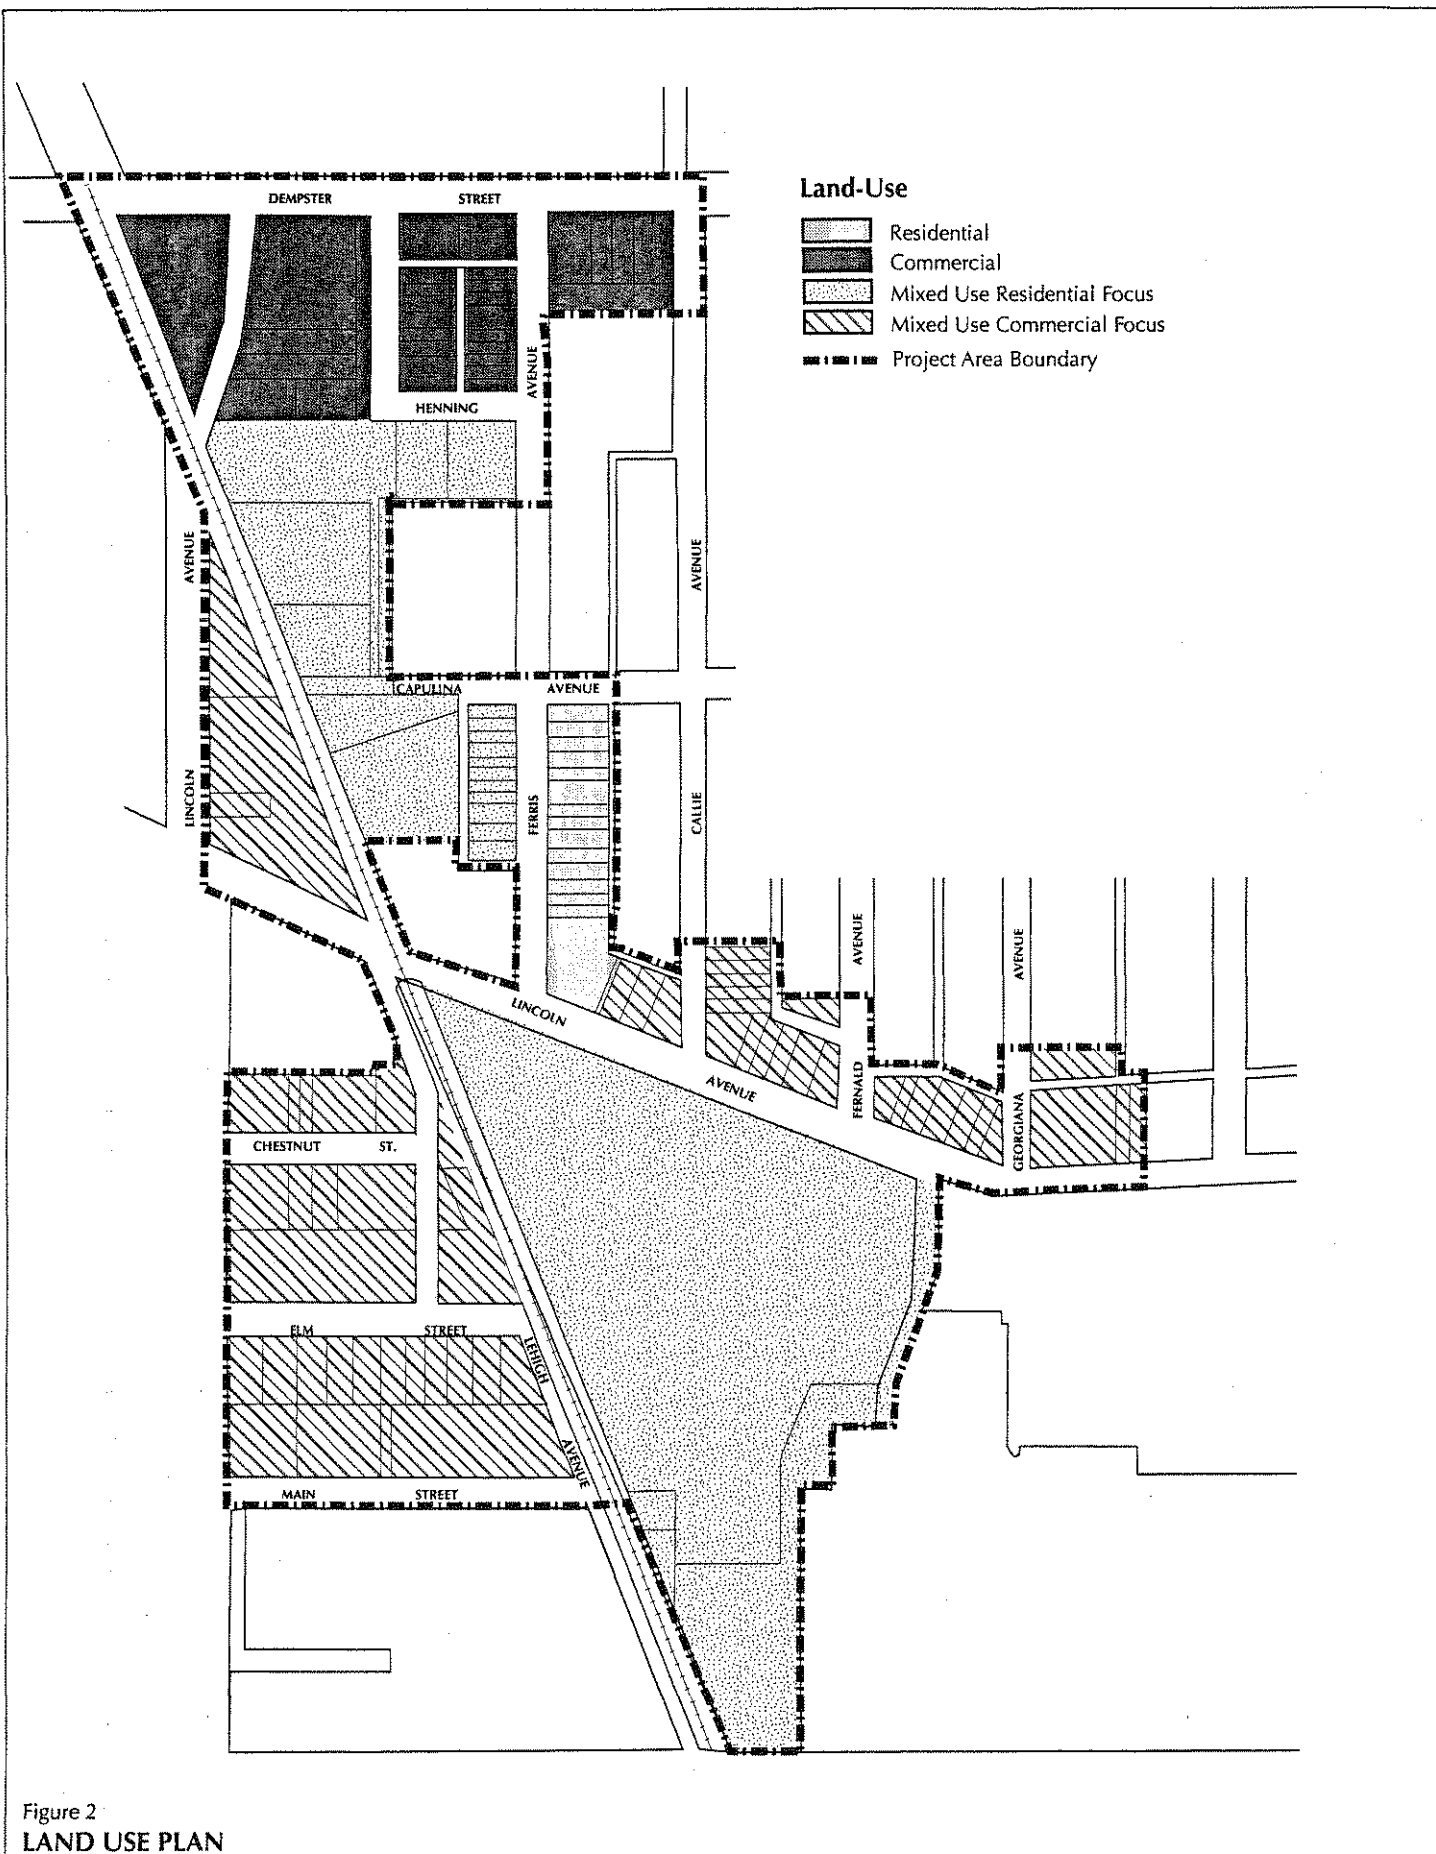 DEMPSTER STREET
Land-Use
Residential
Commercial
Mixed Use Residential Focus
Mixed Use Commercial Focus
Project Area Boundary
AVENUE
HENNING
AVENUE
AVENUE
CAPULINA AVENUE
LINCOLN
FERRIS
CALLIE
AVENUE
AVENUE
LINCOLN
AVENUE
FERNALD
GEORGIANA
CHESTNUT ST.
ELM STREET
LEHIGH
AVENUE
MAIN STREET
Figure 2
LAND USE PLAN